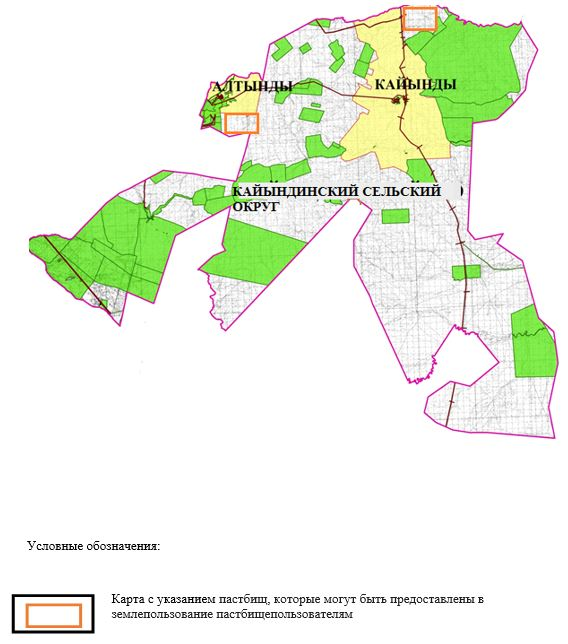 АЛТЫНДЫ
КАЙЫНДЫ
КАЙЫНДИНСКИЙ СЕЛЬСКИЙ
ОКРУГ
Условные обозначения:
Карта с указанием пастбищ, которые могут быть предоставлены в
землепользование пастбищепользователям